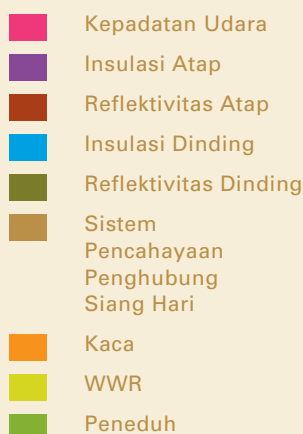 Kepadatan Udara
Insulasi Atap
Reflektivitas Atap
Insulasi Dinding
Reflektivitas Dinding
Sistem
Pencahayaan
Penghubung
Siang Hari
Kaca
WWR
Peneduh